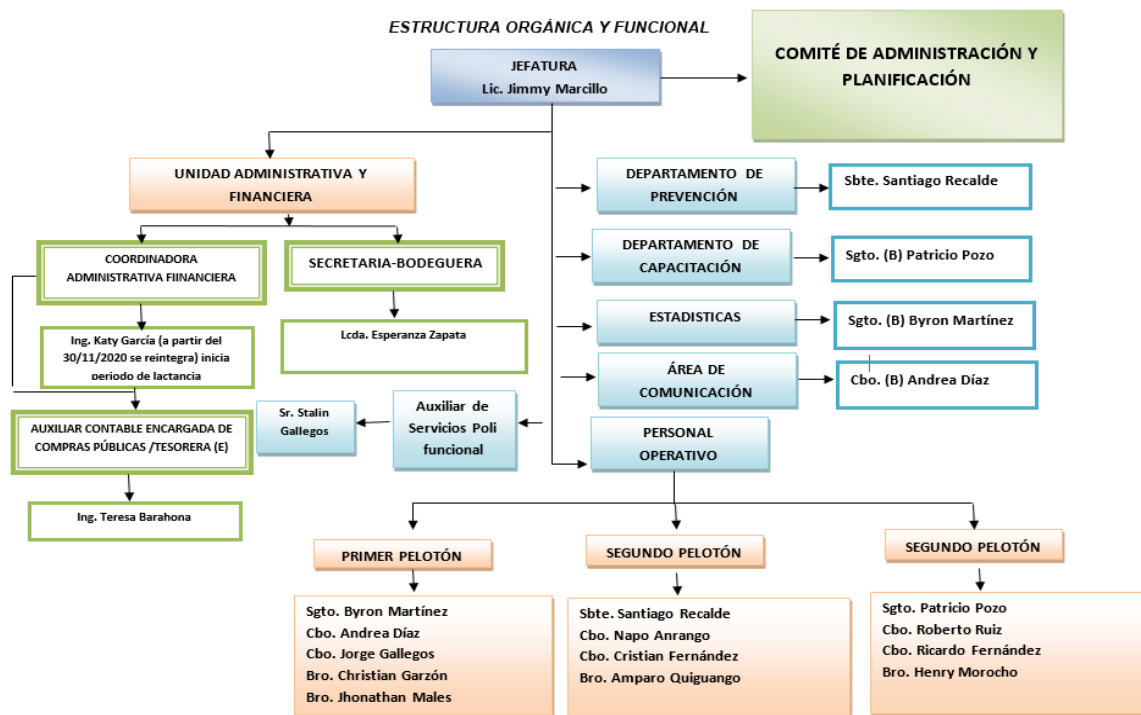 ESTRUCTURA ORGÁNICA Y FUNCIONAL
JEFATURA
Lic. Jimmy Marcillo
COMITÉ DE ADMINISTRACIÓN Y
PLANIFICACIÓN
UNIDAD ADMINISTRATIVA Y
FINANCIERA
COORDINADORA
ADMINISTRATIVA FIINANCIERA
SECRETARIA-BODEGUERA
Ing. Katy García (a partir del
30/11/2020 se reintegra) inicia
periodo de lactancia
Lcda. Esperanza Zapata
AUXILIAR CONTABLE ENCARGADA DE
COMPRAS PÚBLICAS /TESORERA (E)
Ing. Teresa Barahona
Sr. Stalin
Gallegos
Auxiliar de
Servicios Poli
funcional
DEPARTAMENTO DE
PREVENCIÓN
Sbte. Santiago Recalde
DEPARTAMENTO DE
CAPACITACIÓN
Sgto. (B) Patricio Pozo
ESTADISTICAS
Sgto. (B) Byron Martínez
ÁREA DE
COMUNICACIÓN
Cbo. (B) Andrea Díaz
PERSONAL
OPERATIVO
PRIMER PELOTÓN
Sgto. Byron Martínez
Cbo. Andrea Díaz
Cbo. Jorge Gallegos
Bro. Christian Garzón
Bro. Jhonathan Males
SEGUNDO PELOTÓN
Sbte. Santiago Recalde
Cbo. Napo Anrango
Cbo. Cristian Fernández
Bro. Amparo Quiguango
SEGUNDO PELOTÓN
Sgto. Patricio Pozo
Cbo. Roberto Ruiz
Cbo. Ricardo Fernández
Bro. Henry Morocho